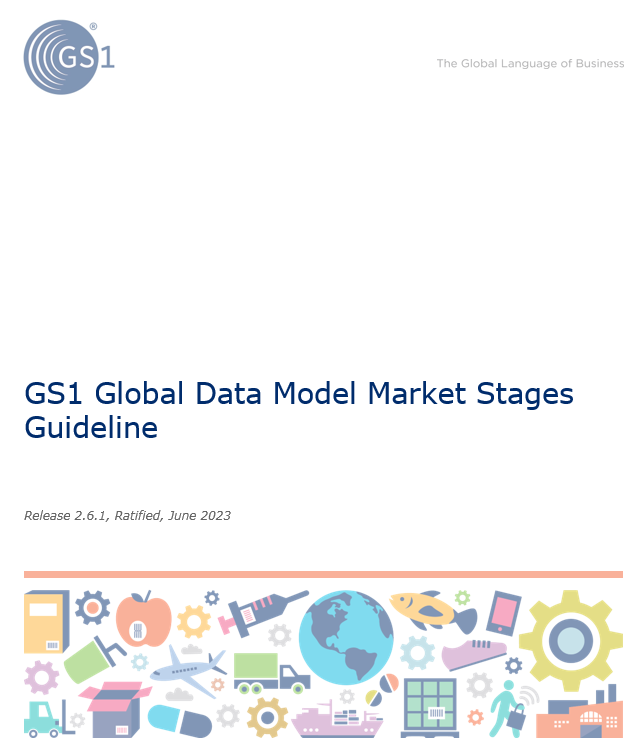 GS1®
The Global Language of Business
GS1 Global Data Model Market Stages
Guideline
Release 2.6.1, Ratified, June 2023